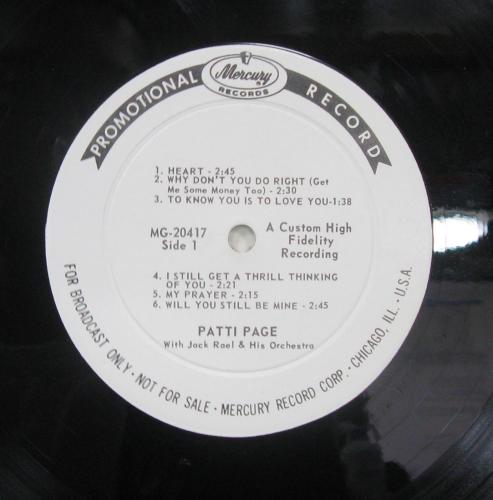 PROMOTIONAL RECORD
Mercury
RECORDS
1. HEART - 2:45
2. WHY DON'T YOU DO RIGHT (Get
Me Some Money Too) - 2:30
3. TO KNOW YOU IS TO LOVE YOU-1:38
MG-20417
Side 1
A Custom High
Fidelity
Recording
4. I STILL GET A THRILL THINKING
OF YOU - 2:21
5. MY PRAYER - 2:15
6. WILL YOU STILL BE MINE - 2:45
PATTI PAGE
With Jack Rael & His Orchestra
FOR BROADCAST ONLY · NOT FOR SALE · MERCURY RECORD CORP. · CHICAGO, ILL. · U.S.A.